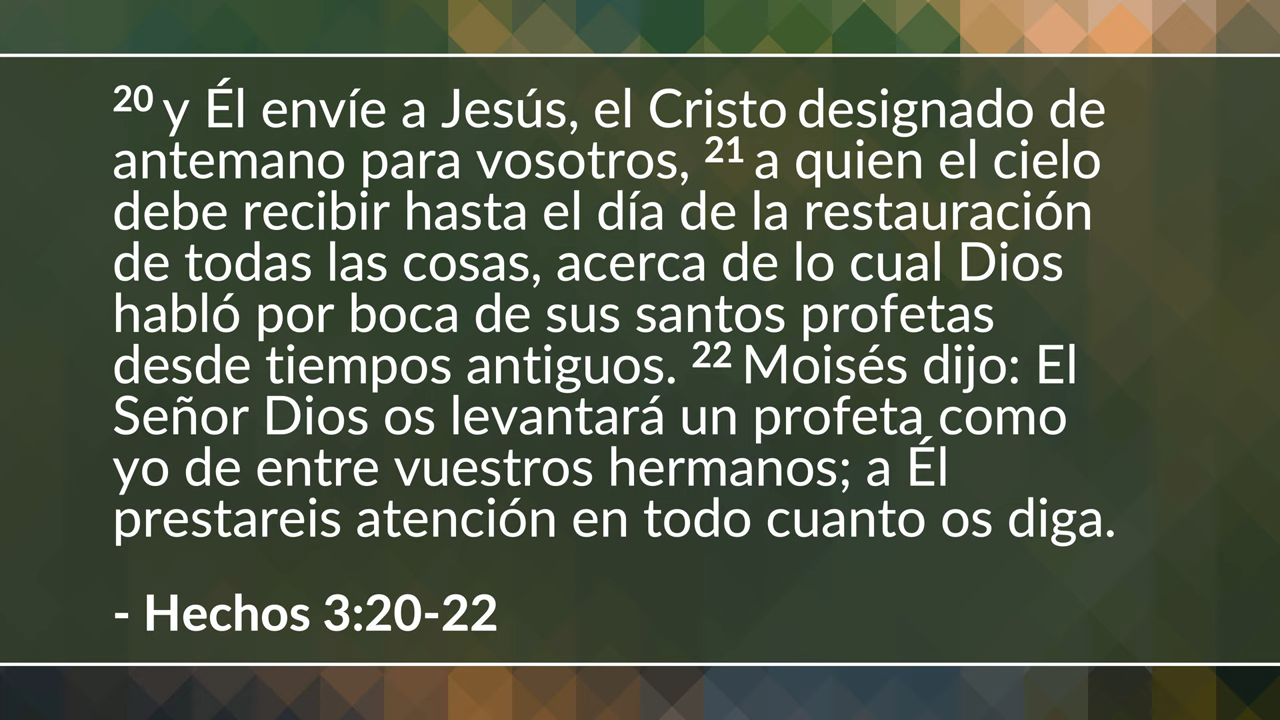 20 y Él envíe a Jesús, el Cristo designado de
antemano para vosotros, 21 a quien el cielo
debe recibir hasta el día de la restauración
de todas las cosas, acerca de lo cual Dios
habló por boca de sus santos profetas
desde tiempos antiguos. 22 Moisés dijo: El
Señor Dios os levantará un profeta como
yo de entre vuestros hermanos; a Él
prestareis atención en todo cuanto os diga.
- Hechos 3:20-22